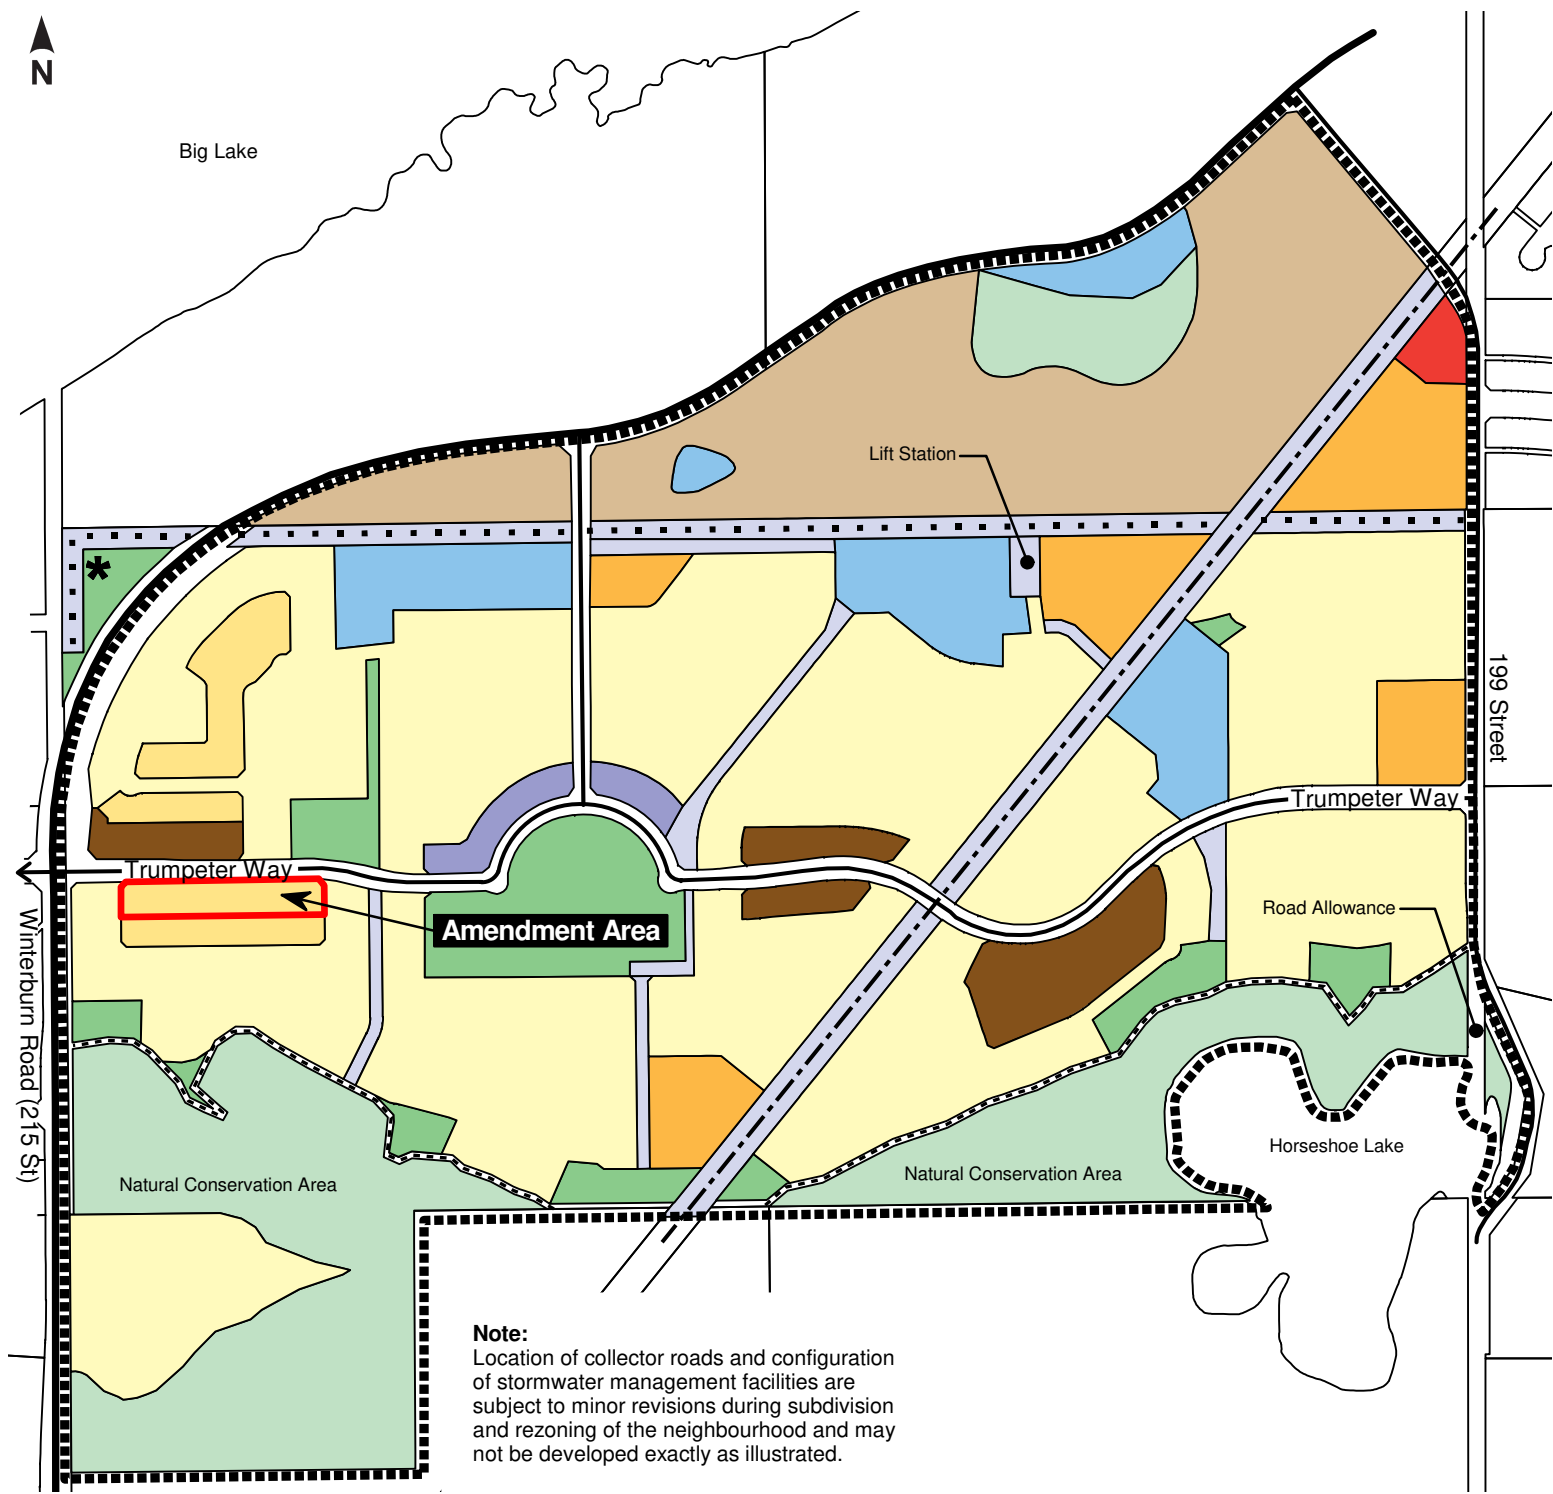 N
Big Lake
Lift Station
199 Street
Trumpeter Way
Trumpeter Way
Road Allowance
Amendment Area
Winterburn Road (215 St)
Horseshoe Lake
Natural Conservation Area
Natural Conservation Area
Note:
Location of collector roads and configuration
of stormwater management facilities are
subject to minor revisions during subdivision
and rezoning of the neighbourhood and may
not be developed exactly as illustrated.